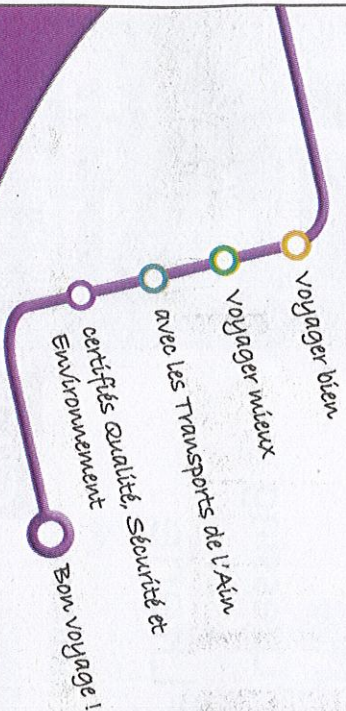 voyager bien
voyager mieux
avec les Transports de l'Ain
certifiés Qualité, Sécurité et
Environnement
Bon voyage !